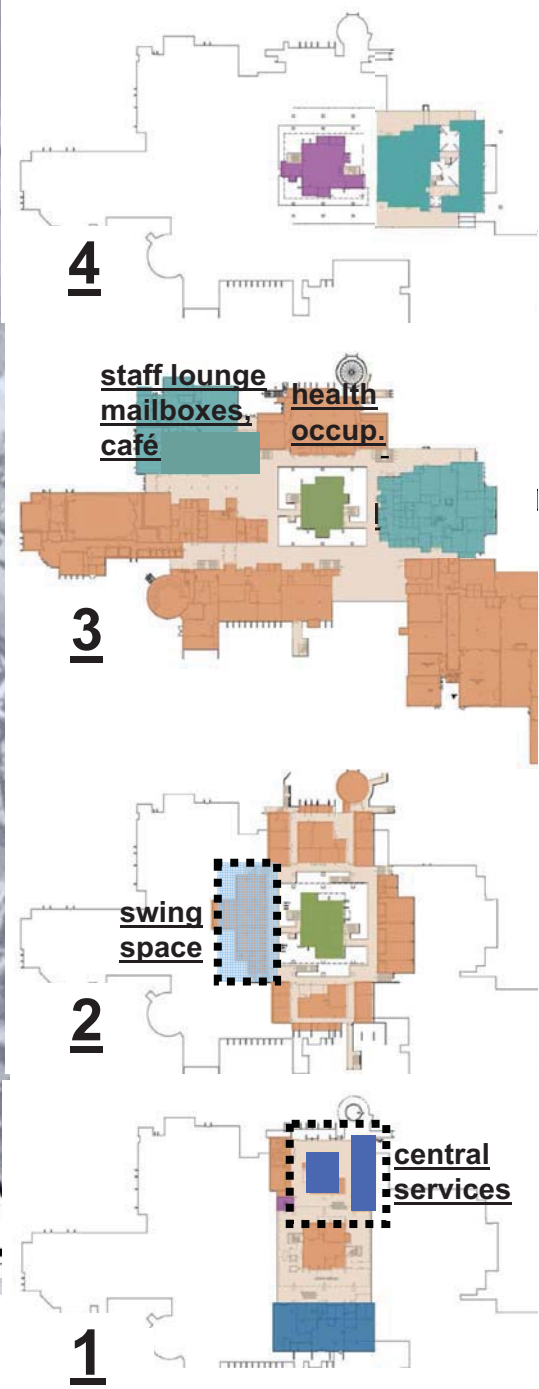 4
staff lounge
mailboxes,
café
health
occup.
3
swing
space
2
central
services
1